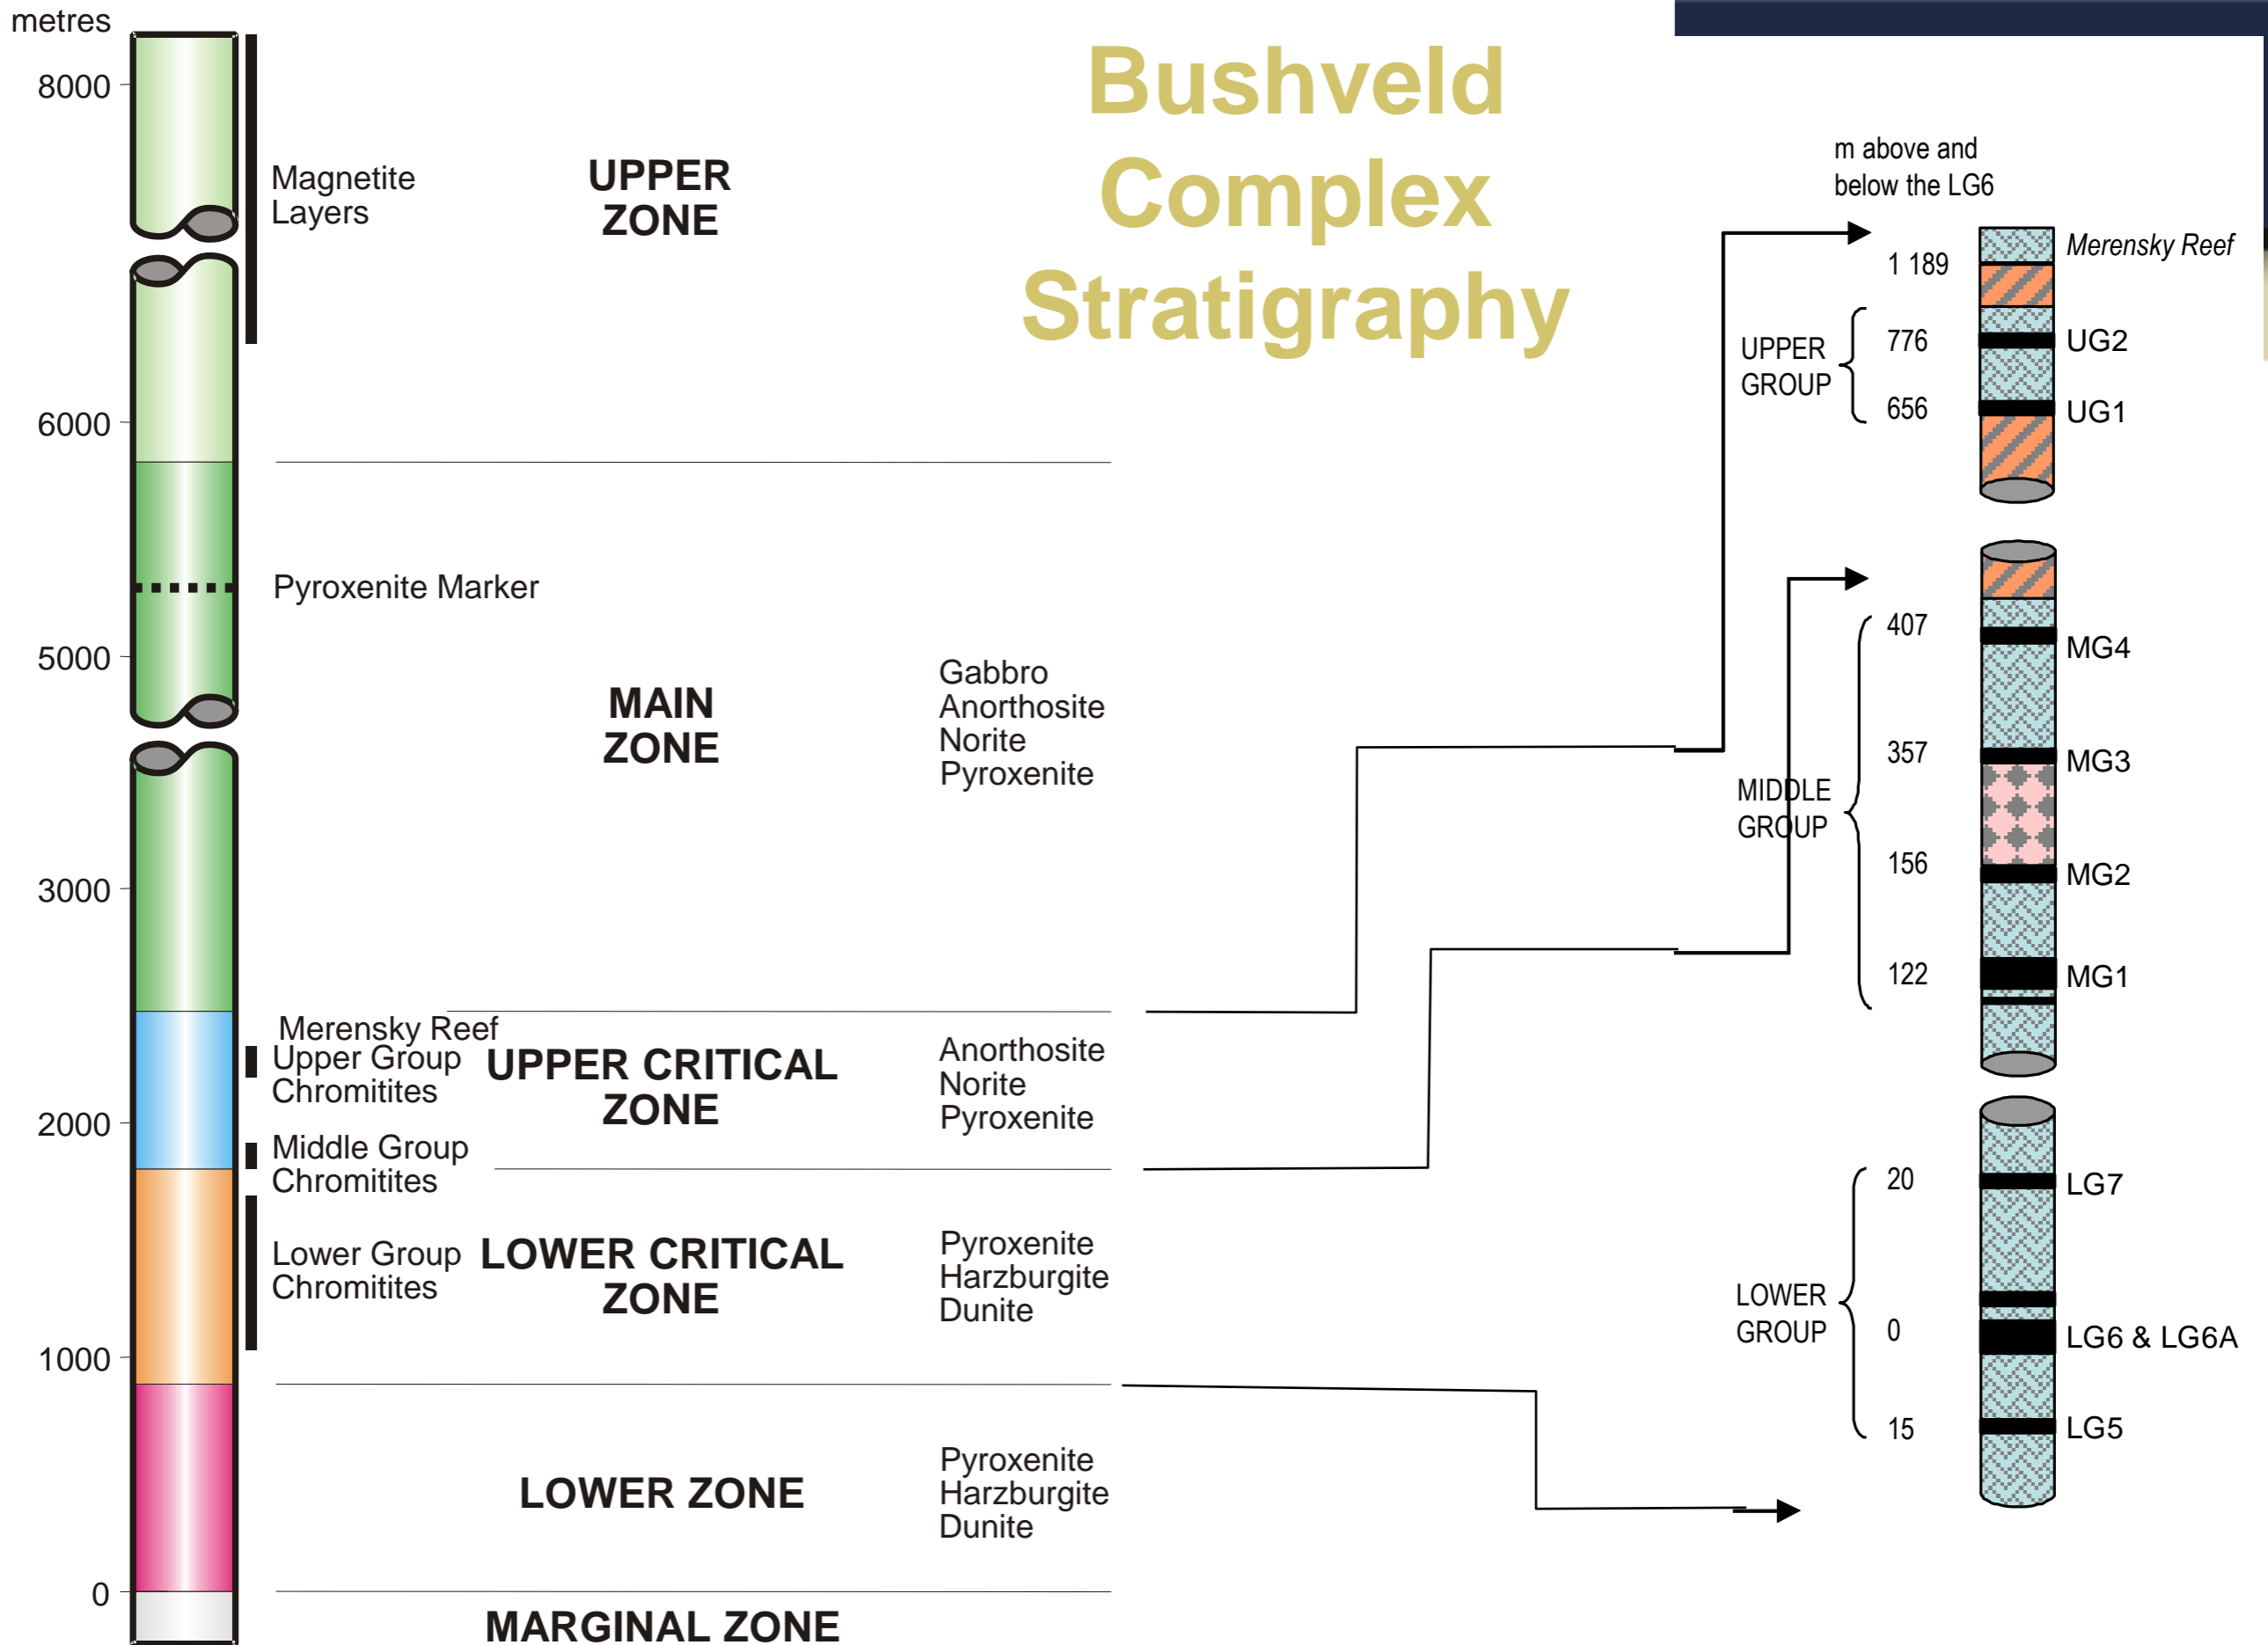 metres
8000
6000
5000
3000
2000
1000
0
Magnetite
Layers
Pyroxenite Marker
Merensky Reef
Upper Group
Chromitites
Middle Group
Chromitites
Lower Group
Chromitites
UPPER
ZONE
MAIN
ZONE
UPPER CRITICAL
ZONE
LOWER CRITICAL
ZONE
LOWER ZONE
MARGINAL ZONE
Gabbro
Anorthosite
Norite
Pyroxenite
Anorthosite
Norite
Pyroxenite
Pyroxenite
Harzburgite
Dunite
Pyroxenite
Harzburgite
Dunite
Bushveld
Complex
Stratigraphy
m above and
below the LG6
1 189
Merensky Reef
UPPER
GROUP
776
UG2
656
UG1
MIDDLE
GROUP
407
MG4
357
MG3
156
MG2
122
MG1
LOWER
GROUP
20
LG7
0
LG6 & LG6A
15
LG5